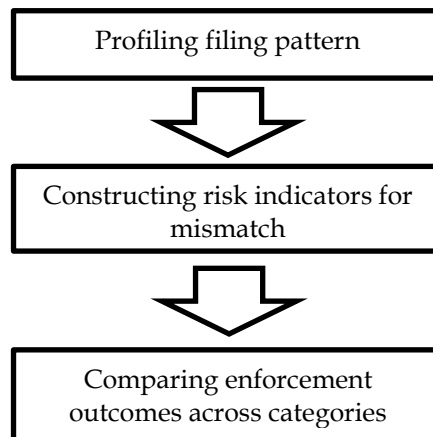 Profiling filing pattern
Constructing risk indicators for
mismatch
Comparing enforcement
outcomes across categories